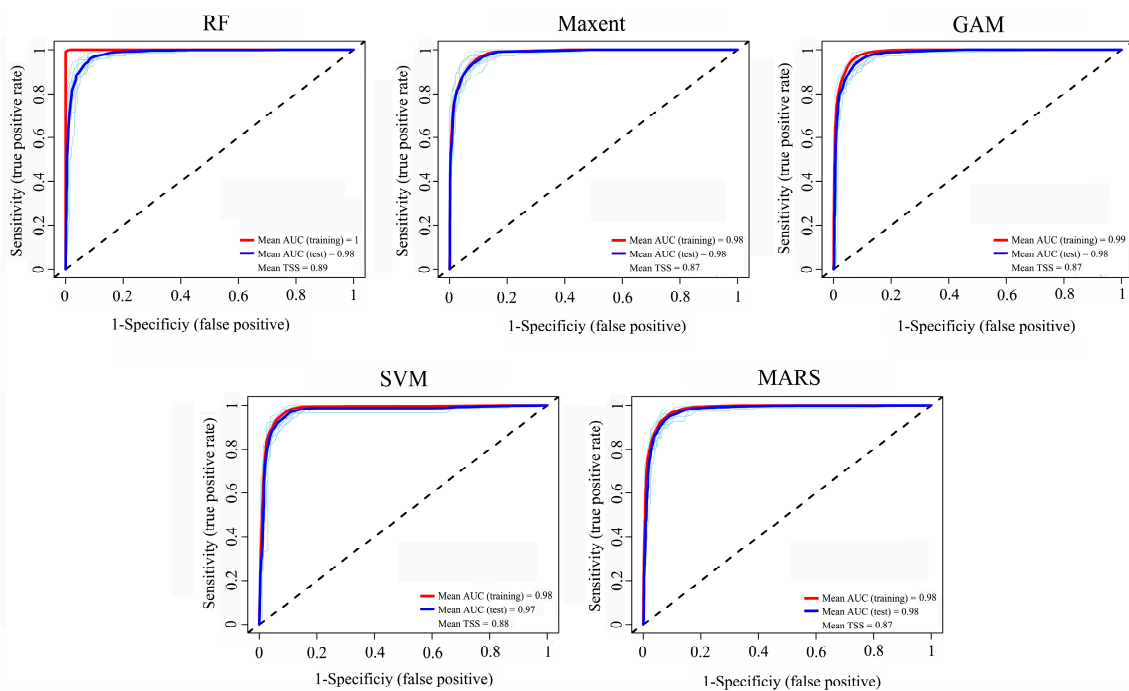 RF
Sensitivity (true positive rate)
1
0.8
0.6
0.4
0.2
0
Mean AUC (training) = 1
Mean AUC (test) – 0.98
Mean TSS = 0.89
0 0.2 0.4 0.6 0.8 1
1-Specificiy (false positive)
Maxent
Sensitivity (true positive rate)
1
0.8
0.6
0.4
0.2
0
Mean AUC (training) = 0.98
Mean AUC (test) – 0.98
Mean TSS = 0.87
0 0.2 0.4 0.6 0.8 1
1-Specificiy (false positive)
GAM
Sensitivity (true positive rate)
1
0.8
0.6
0.4
0.2
0
Mean AUC (training) = 0.99
Mean AUC (test) – 0.98
Mean TSS = 0.87
0 0.2 0.4 0.6 0.8 1
1-Specificiy (false positive)
SVM
Sensitivity (true positive rate)
1
0.8
0.6
0.4
0.2
0
Mean AUC (training) = 0.98
Mean AUC (test) = 0.97
Mean TSS = 0.88
0 0.2 0.4 0.6 0.8 1
1-Specificiy (false positive)
MARS
Sensitivity (true positive rate)
1
0.8
0.6
0.4
0.2
0
Mean AUC (training) = 0.98
Mean AUC (test) = 0.98
Mean TSS = 0.87
0 0.2 0.4 0.6 0.8 1
1-Specificiy (false positive)